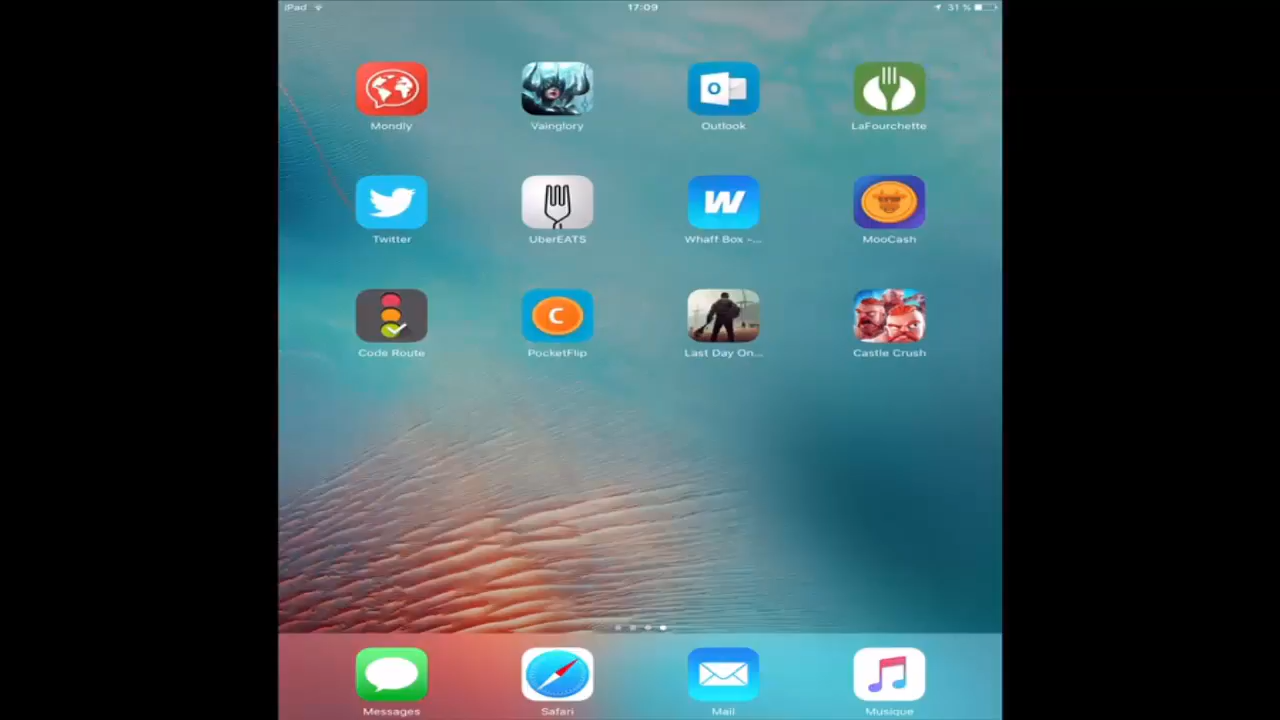 iPad 17:09 31 %
Mondly Vainglory Outlook LaFourchette
Twitter UberEATS Whaff Box -... MooCash
Code Route PocketFlip Last Day On... Castle Crush
Messages Safari Mail Musique